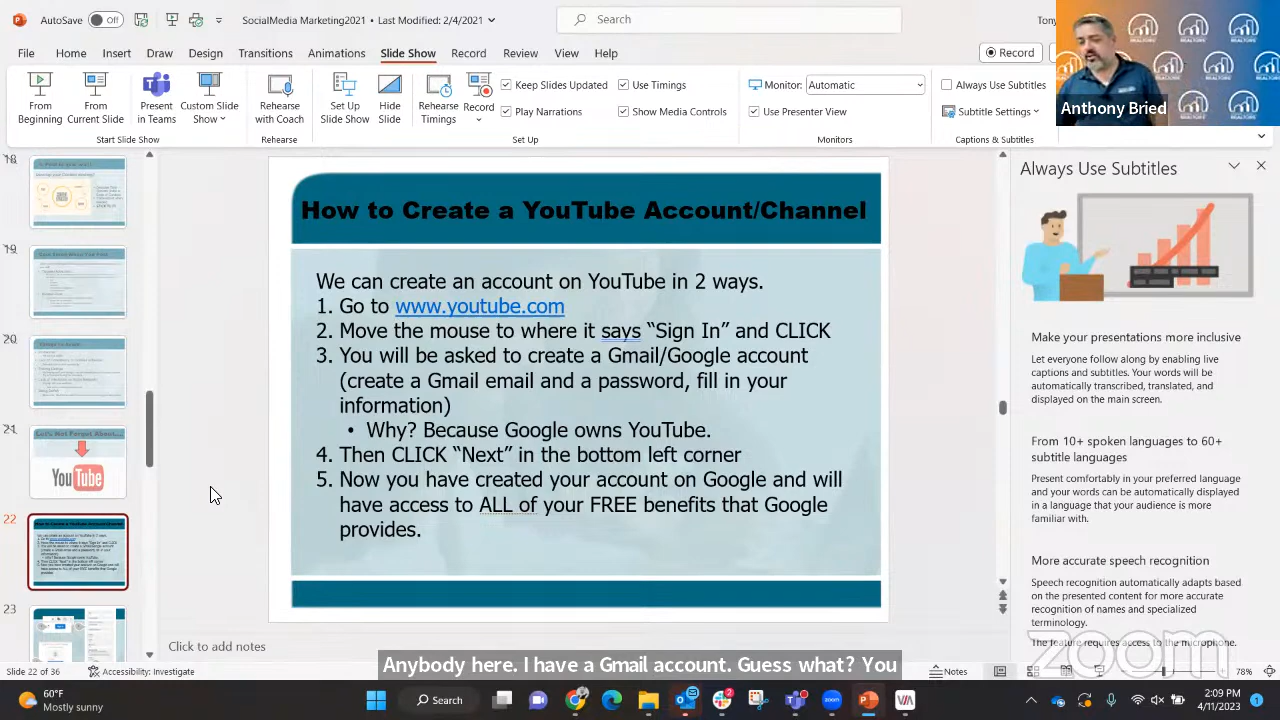 AutoSave
Off
SocialMedia Marketing2021 • Last Modified: 2/4/2021
Search
Tony
File
Home
Insert
Draw
Design
Transitions
Animations
Slide Show
Record
Review
View
Help
Record
From Beginning
From Current Slide
Present in Teams
Custom Slide Show
Rehearse with Coach
Set Up Slide Show
Hide Slide
Rehearse Timings
Record
Keep Slides Updated
Play Narrations
Use Timings
Show Media Controls
Monitor:
Automatic
Use Presenter View
Always Use Subtitles
Subtitle Settings
Start Slide Show
Rehearse
Set Up
Monitors
Captions & Subtitles
REALTORS
Anthony Bried
18
19
20
21
Let's Not Forget About...
YouTube
22
23
How to Create a YouTube Account/Channel
We can create an account on YouTube in 2 ways.
1. Go to www.youtube.com
2. Move the mouse to where it says “Sign In” and CLICK
3. You will be asked to create a Gmail/Google account
(create a Gmail email and a password, fill in your
information)
• Why? Because Google owns YouTube.
4. Then CLICK “Next” in the bottom left corner
5. Now you have created your account on Google and will
have access to ALL of your FREE benefits that Google
provides.
Always Use Subtitles
Make your presentations more inclusive
Let everyone follow along by enabling live
captions and subtitles. Your words will be
automatically transcribed, translated, and
displayed on the main screen.
From 10+ spoken languages to 60+
subtitle languages
Present comfortably in your preferred language
and your words can be automatically displayed
in a language that your audience is more
familiar with.
More accurate speech recognition
Speech recognition automatically adapts based
on the presented content for more accurate
recognition of names and specialized
terminology.
The feature requires access to the microphone.
zoom
Click to add notes
Anybody here. I have a Gmail account. Guess what? You
Slide 22 of 36
Accessibility: Investigate
Notes
78%
60°F
Mostly sunny
Search
2:09 PM
4/11/2023